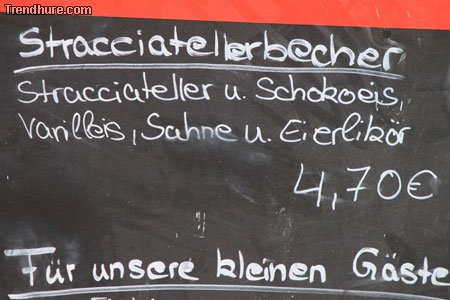 Trendhure.com
Stracciatellerbecher
Stracciateller u. Schokoeis,
Vanilleis, Sahne u. Eierlikör
4,70€
Für unsere kleinen Gäste